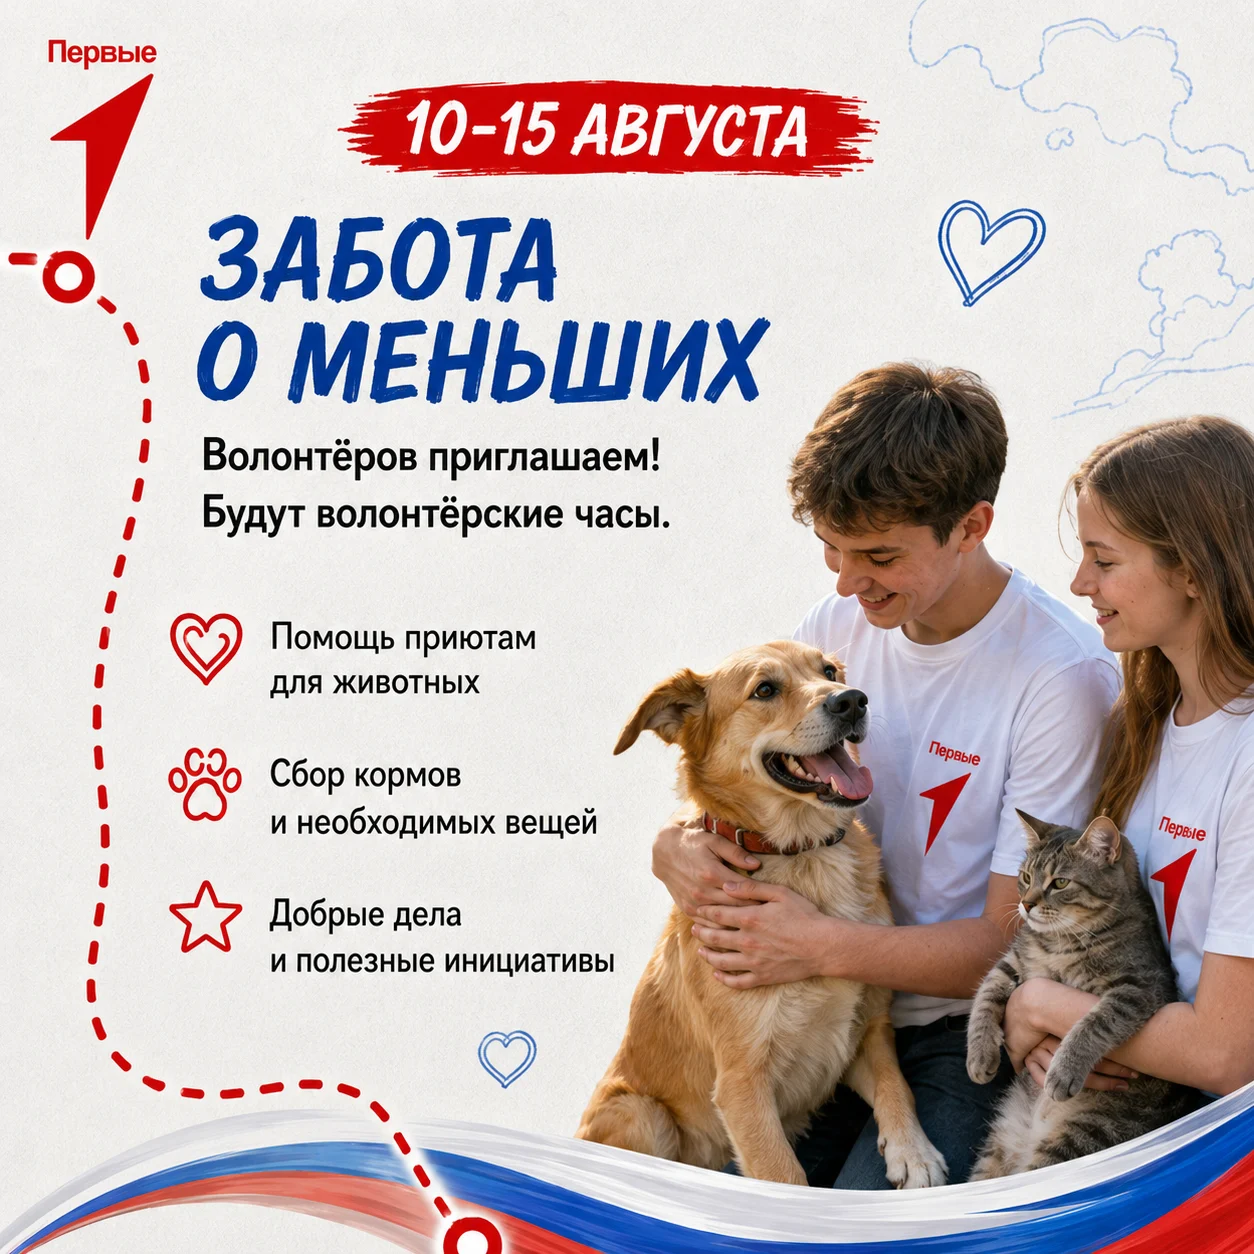 Первые
10-15 АВГУСТА
ЗАБОТА
О МЕНЬШИХ
Волонтёров приглашаем!
Будут волонтёрские часы.
Помощь приютам
для животных
Сбор кормов
и необходимых вещей
Добрые дела
и полезные инициативы
Первые
Первые